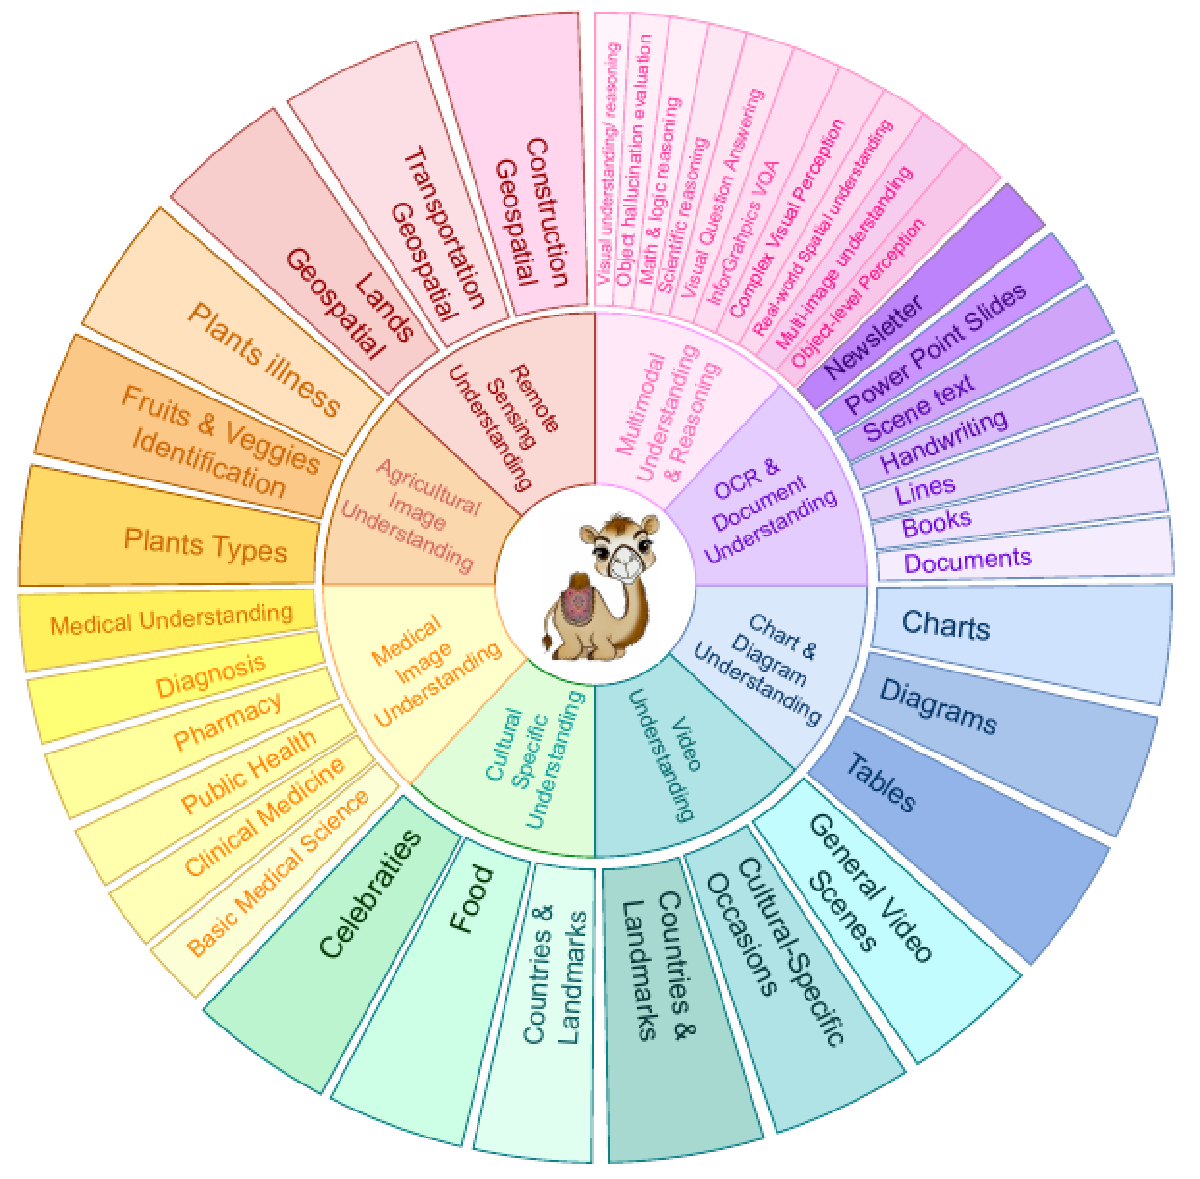 Visual understanding/ reasoning
Object hallucination evaluation
Math & logic reasoning
Scientific reasoning
Visual Question Answering
InforGrahpics VQA
Complex Visual Perception
Real-world Spatial understanding
Multi-image understanding
Object-level Perception
Newsletter
Power Point Slides
Scene text
Handwriting
Lines
Books
Documents
Charts
Diagrams
Tables
General Video
Scenes
Cultural-Specific
Occasions
Countries &
Landmarks
Countries &
Landmarks
Food
Celebraties
Basic Medical Science
Clinical Medicine
Public Health
Pharmacy
Diagnosis
Medical Understanding
Plants Types
Fruits & Veggies
Identification
Plants illness
Lands
Geospatial
Transportation
Geospatial
Construction
Geospatial
Multimodal
Understanding
& Reasoning
OCR &
Document
Understanding
Chart &
Diagram
Understanding
Video
Understanding
Cultural
Specific
Understanding
Medical
Image
Understanding
Agricultural
Image
Understanding
Remote
Sensing
Understanding